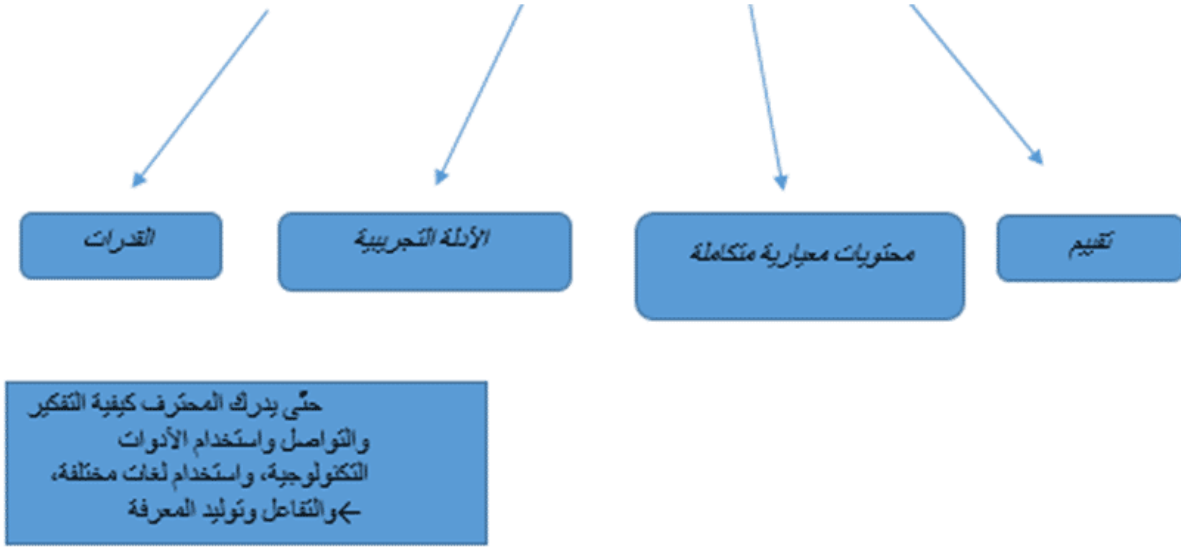 تقييم
محتويات معيارية متكاملة
الأدلة التجريبية
القدرات
حتّى يدرك المحترف كيفية التفكير
والتواصل واستخدام الأدوات
التكنولوجية، واستخدام لغات مختلفة،
←والتفاعل وتوليد المعرفة